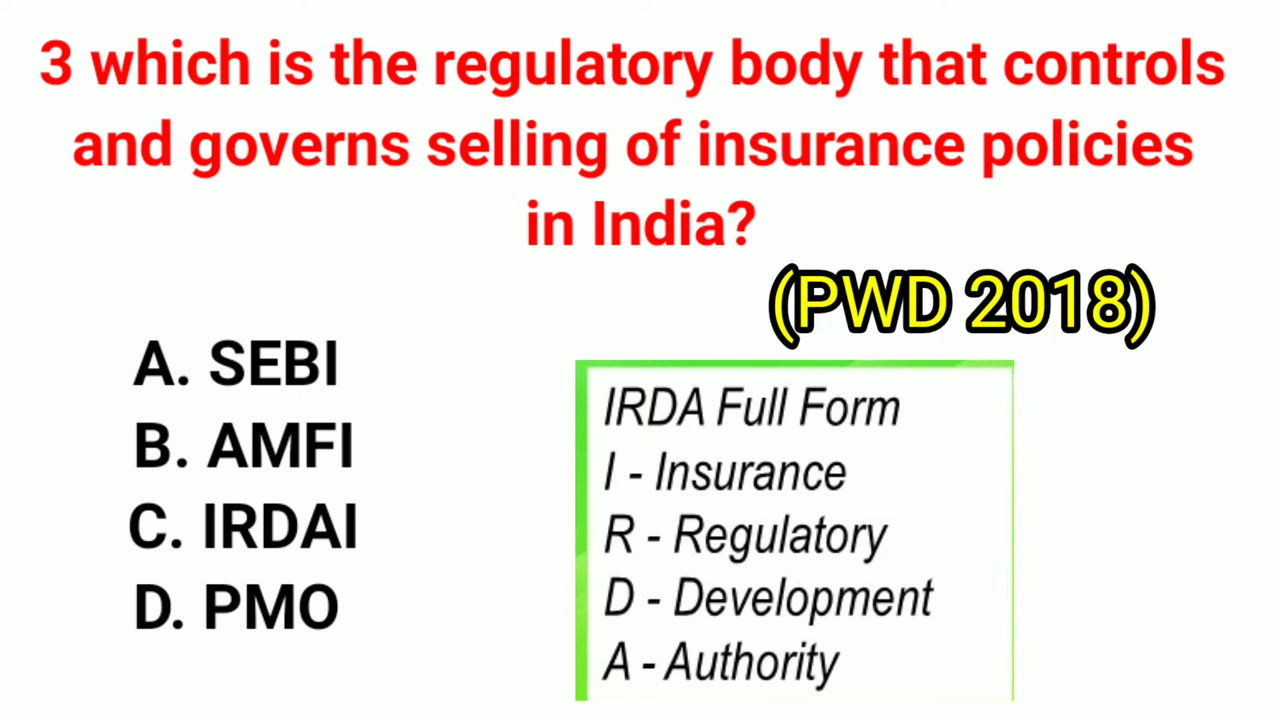 3 which is the regulatory body that controls
and governs selling of insurance policies
in India?
(PWD 2018)
A. SEBI
B. AMFI
C. IRDAI
D. PMO
IRDA Full Form
I - Insurance
R - Regulatory
D - Development
A - Authority